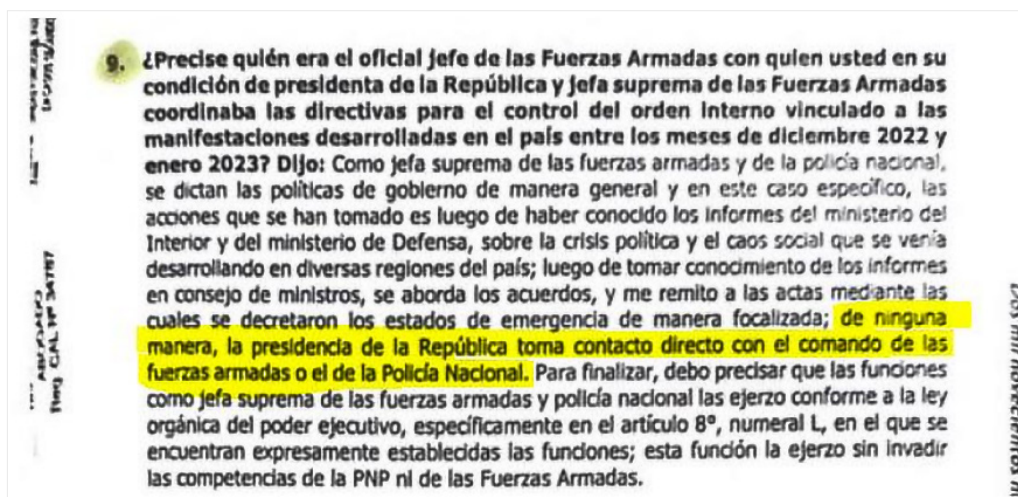 9. ¿Precise quién era el oficial jefe de las Fuerzas Armadas con quien usted en su
condición de presidenta de la República y jefa suprema de las Fuerzas Armadas
coordinaba las directivas para el control del orden interno vinculado a las
manifestaciones desarrolladas en el país entre los meses de diciembre 2022 y
enero 2023? Dijo: Como jefa suprema de las fuerzas armadas y de la policía nacional,
se dictan las políticas de gobierno de manera general y en este caso específico, las
acciones que se han tomado es luego de haber conocido los informes del ministerio del
Interior y del ministerio de Defensa, sobre la crisis política y el caos social que se venía
desarrollando en diversas regiones del país; luego de tomar conocimiento de los informes
en consejo de ministros, se aborda los acuerdos, y me remito a las actas mediante las
cuales se decretaron los estados de emergencia de manera focalizada; de ninguna
manera, la presidencia de la República toma contacto directo con el comando de las
fuerzas armadas o el de la Policía Nacional. Para finalizar, debo precisar que las funciones
como jefa suprema de las fuerzas armadas y policía nacional las ejerzo conforme a la ley
orgánica del poder ejecutivo, específicamente en el artículo 8°, numeral L, en el que se
encuentran expresamente establecidas las funciones; esta función la ejerzo sin invadir
las competencias de la PNP ni de las Fuerzas Armadas.
ABOGADO
Reg. CAL N° 34767